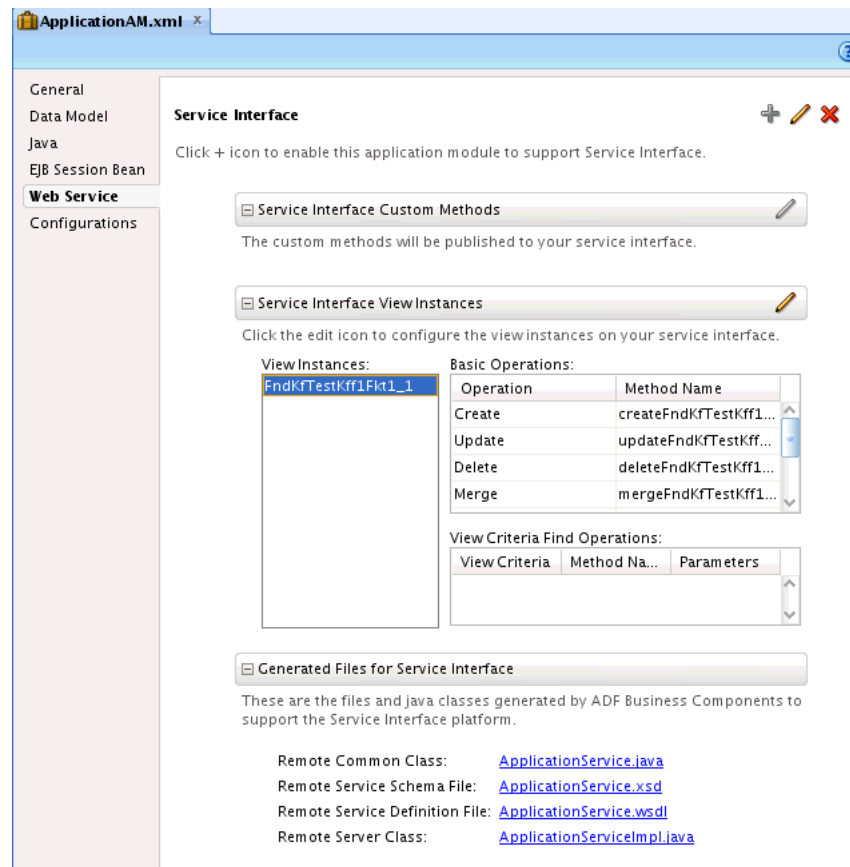 ApplicationAM.xml x
General
Data Model
Java
EJB Session Bean
Web Service
Configurations
Service Interface
Click + icon to enable this application module to support Service Interface.
Service Interface Custom Methods
The custom methods will be published to your service interface.
Service Interface View Instances
Click the edit icon to configure the view instances on your service interface.
View Instances:
FndKfTestKff1Fkt1_1
Basic Operations:
Operation Method Name
Create createFndKfTestKff1...
Update updateFndKfTestKff...
Delete deleteFndKfTestKff1...
Merge mergeFndKfTestKff1...
View Criteria Find Operations:
View Criteria Method Na... Parameters
Generated Files for Service Interface
These are the files and java classes generated by ADF Business Components to
support the Service Interface platform.
Remote Common Class: ApplicationService.java
Remote Service Schema File: ApplicationService.xsd
Remote Service Definition File: ApplicationService.wsdl
Remote Server Class: ApplicationServiceImpl.java